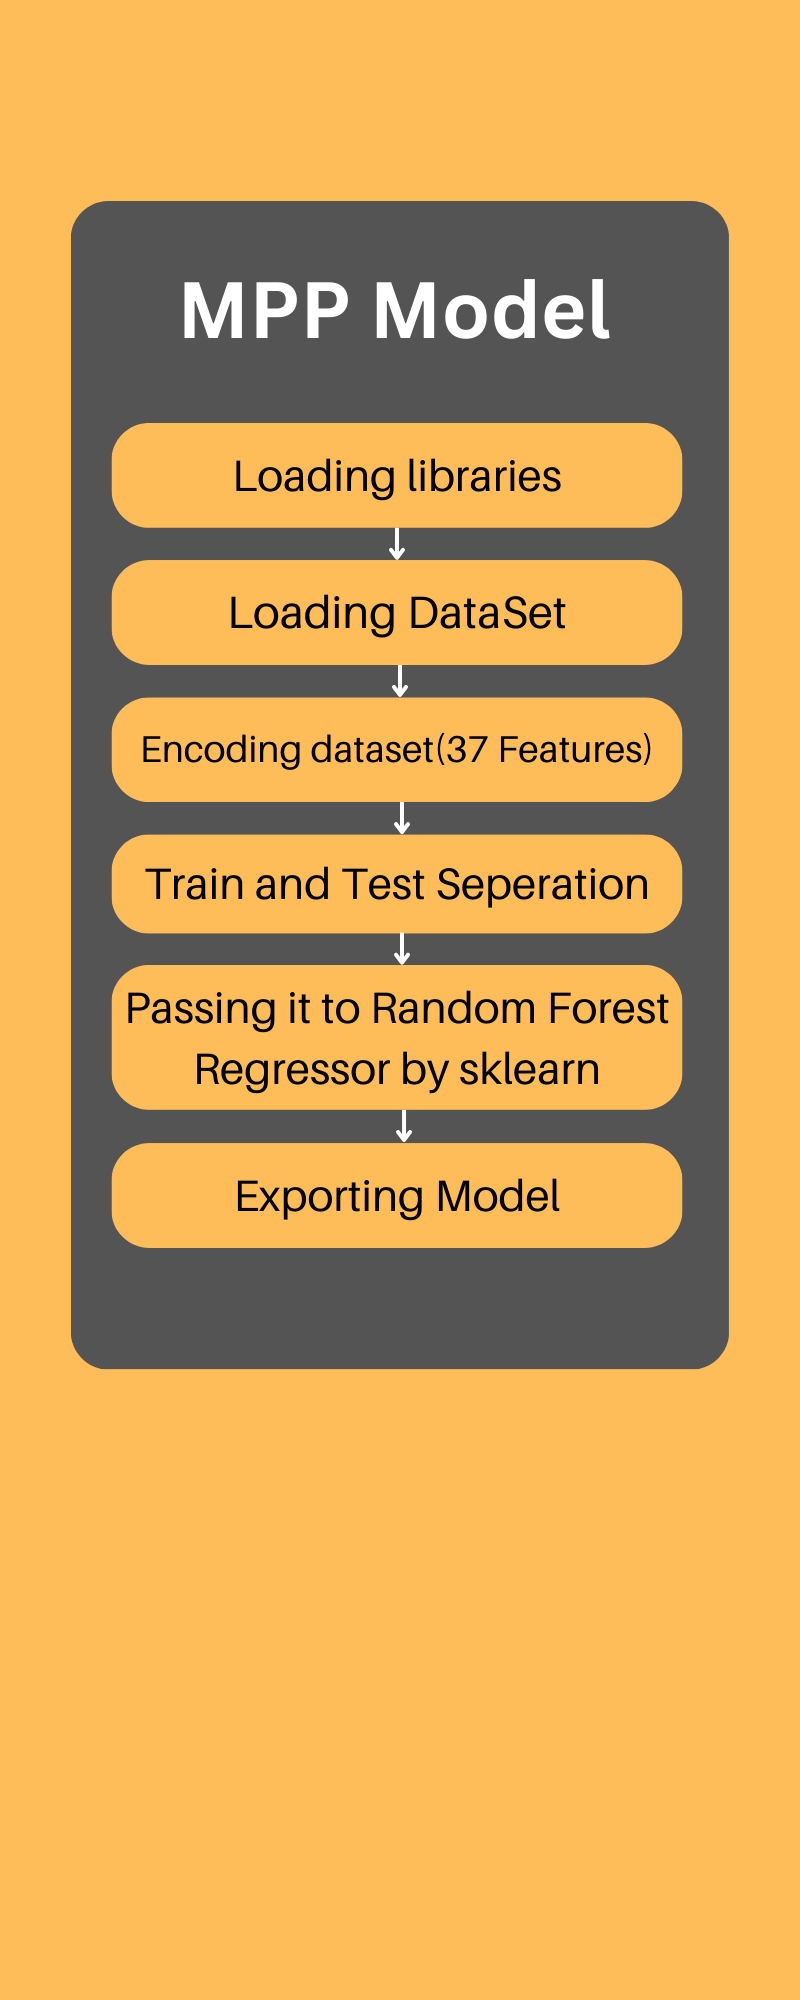 MPP Model
Loading libraries
Loading DataSet
Encoding dataset(37 Features)
Train and Test Seperation
Passing it to Random Forest
Regressor by sklearn
Exporting Model